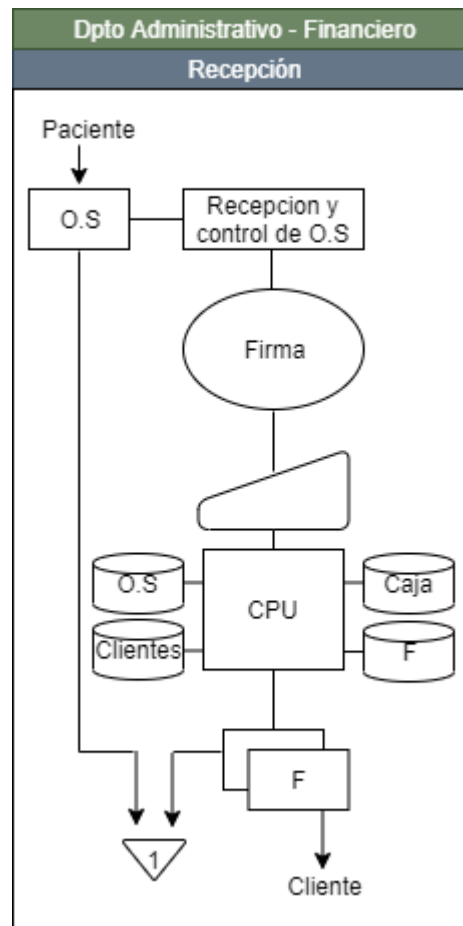 Dpto Administrativo - Financiero
Recepción
Paciente
O.S
Recepcion y
control de O.S
Firma
O.S
Caja
CPU
Clientes
F
F
1
Cliente